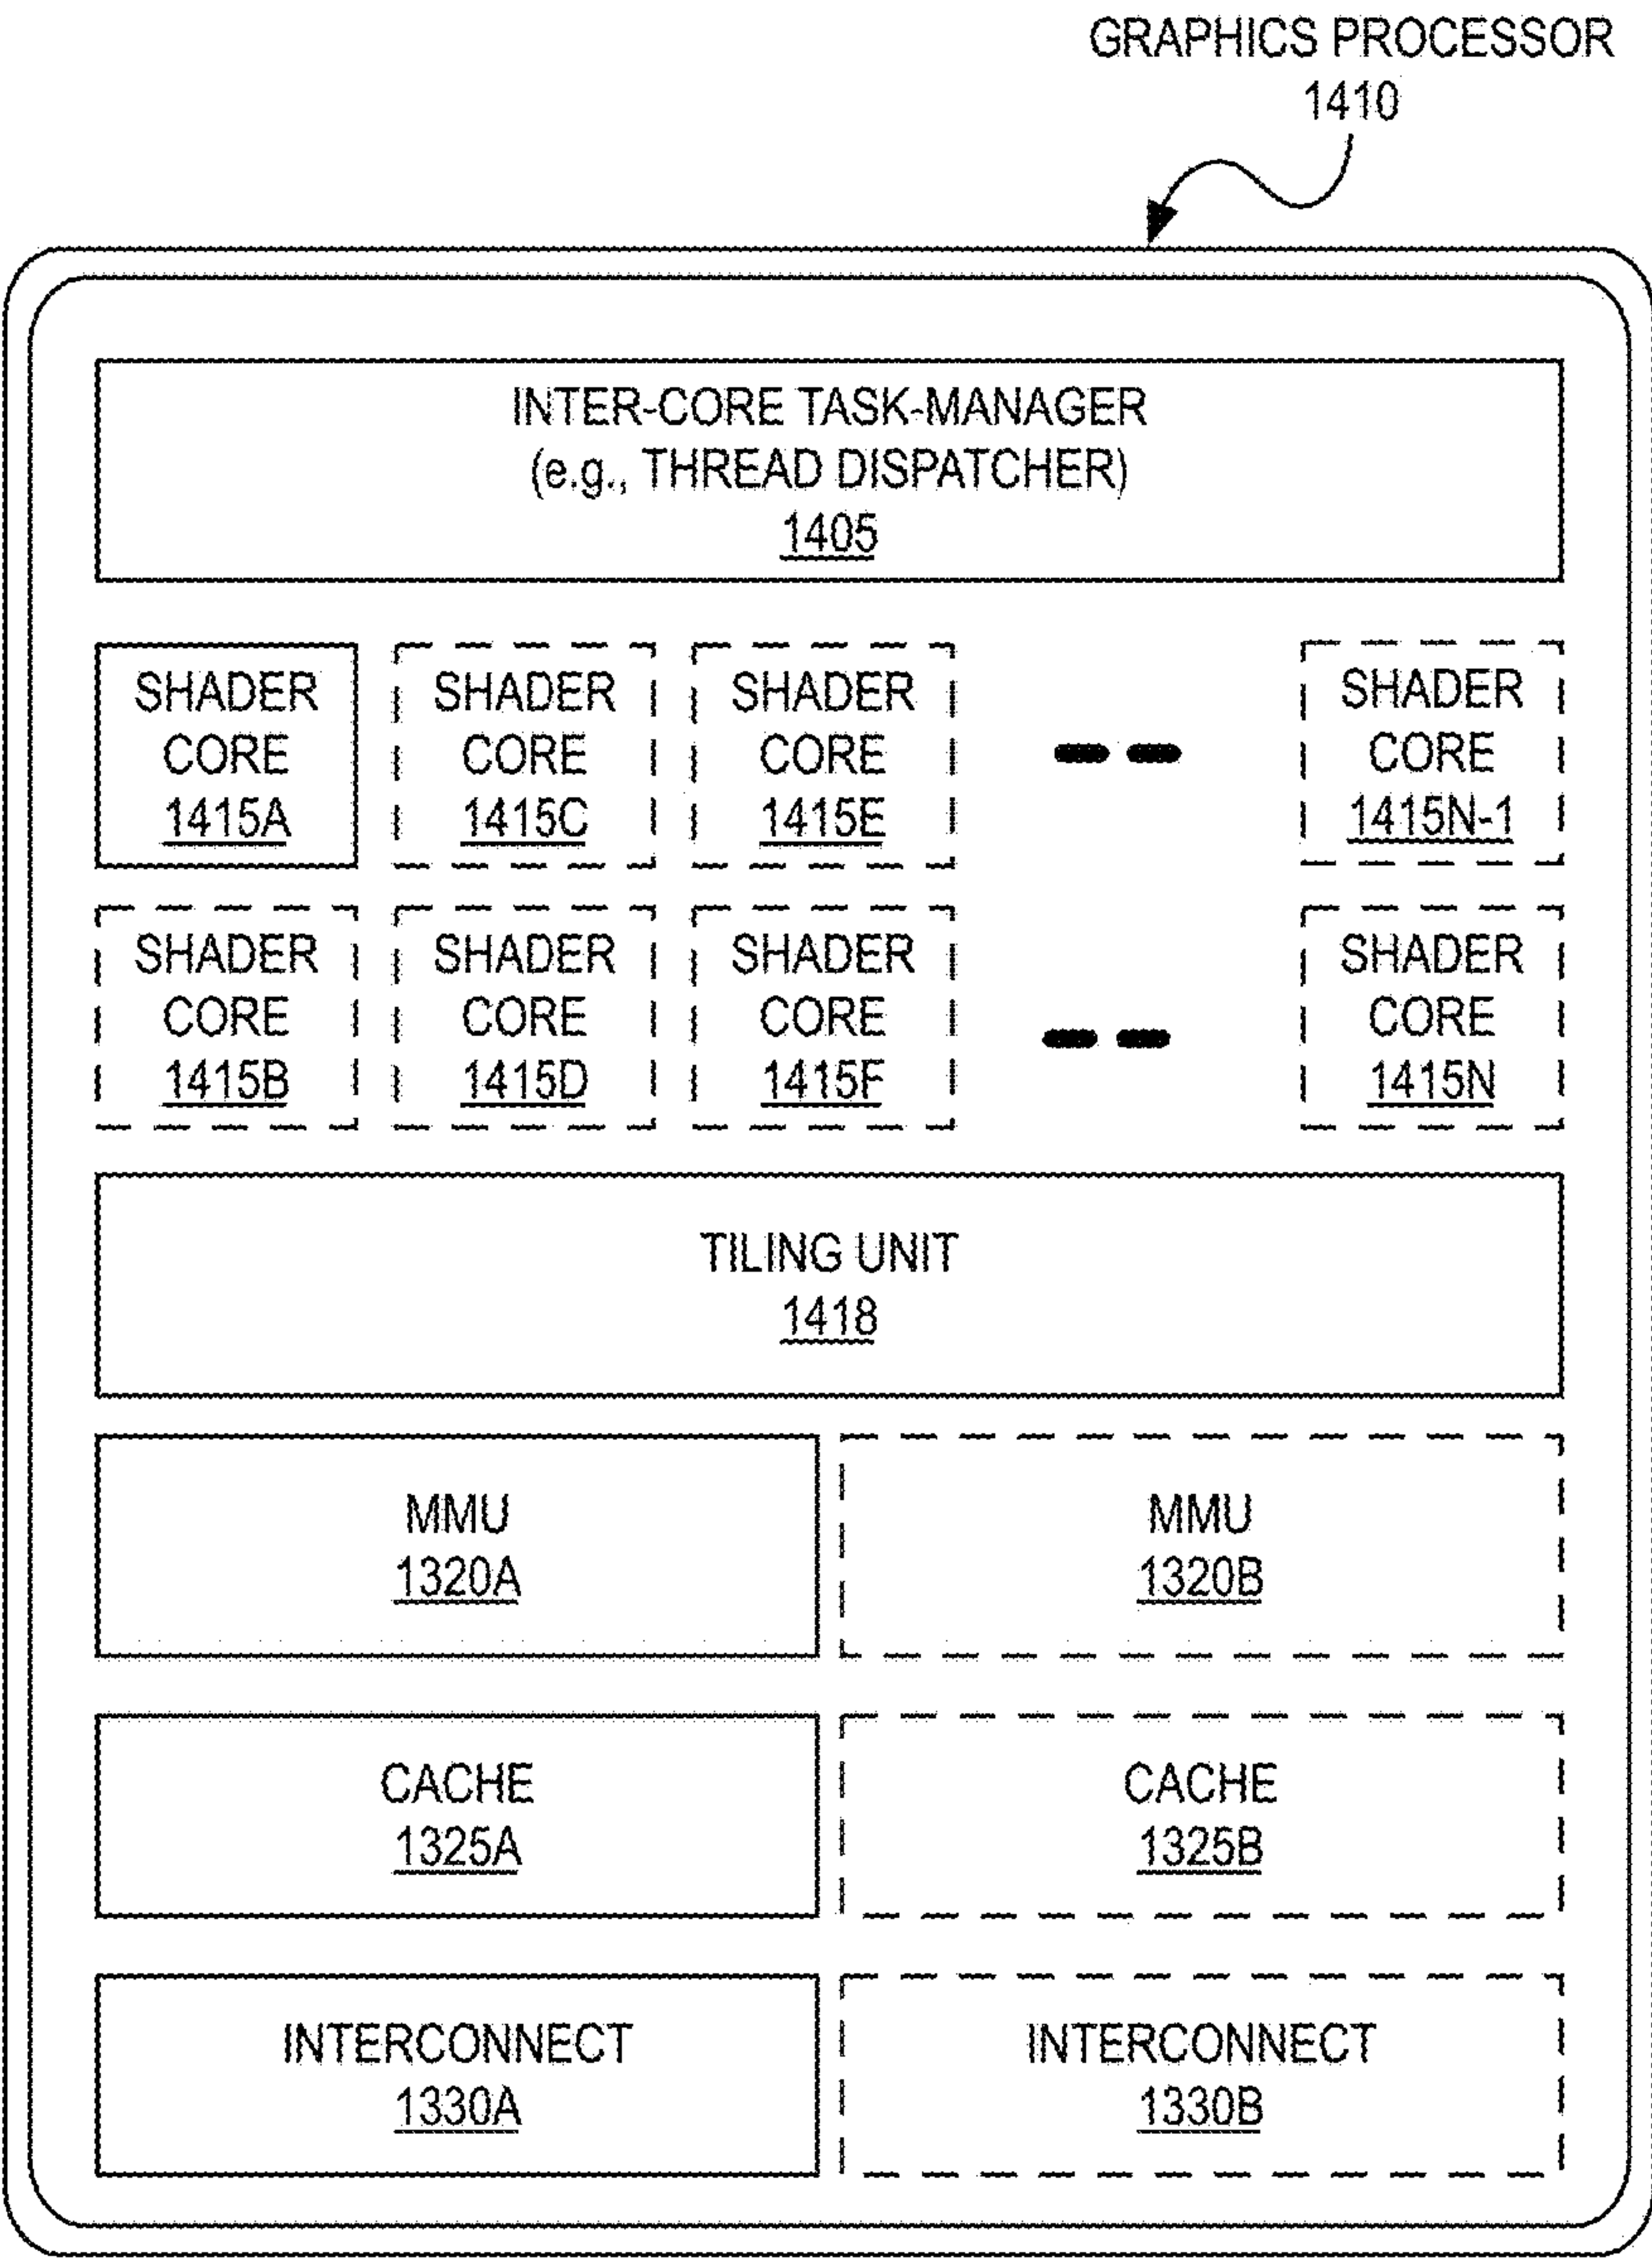 GRAPHICS PROCESSOR
1410
INTER-CORE TASK-MANAGER
(e.g., THREAD DISPATCHER)
1405
SHADER
CORE
1415A
SHADER
CORE
1415C
SHADER
CORE
1415E
SHADER
CORE
1415N-1
SHADER
CORE
1415B
SHADER
CORE
1415D
SHADER
CORE
1415F
SHADER
CORE
1415N
TILING UNIT
1418
MMU
1320A
MMU
1320B
CACHE
1325A
CACHE
1325B
INTERCONNECT
1330A
INTERCONNECT
1330B